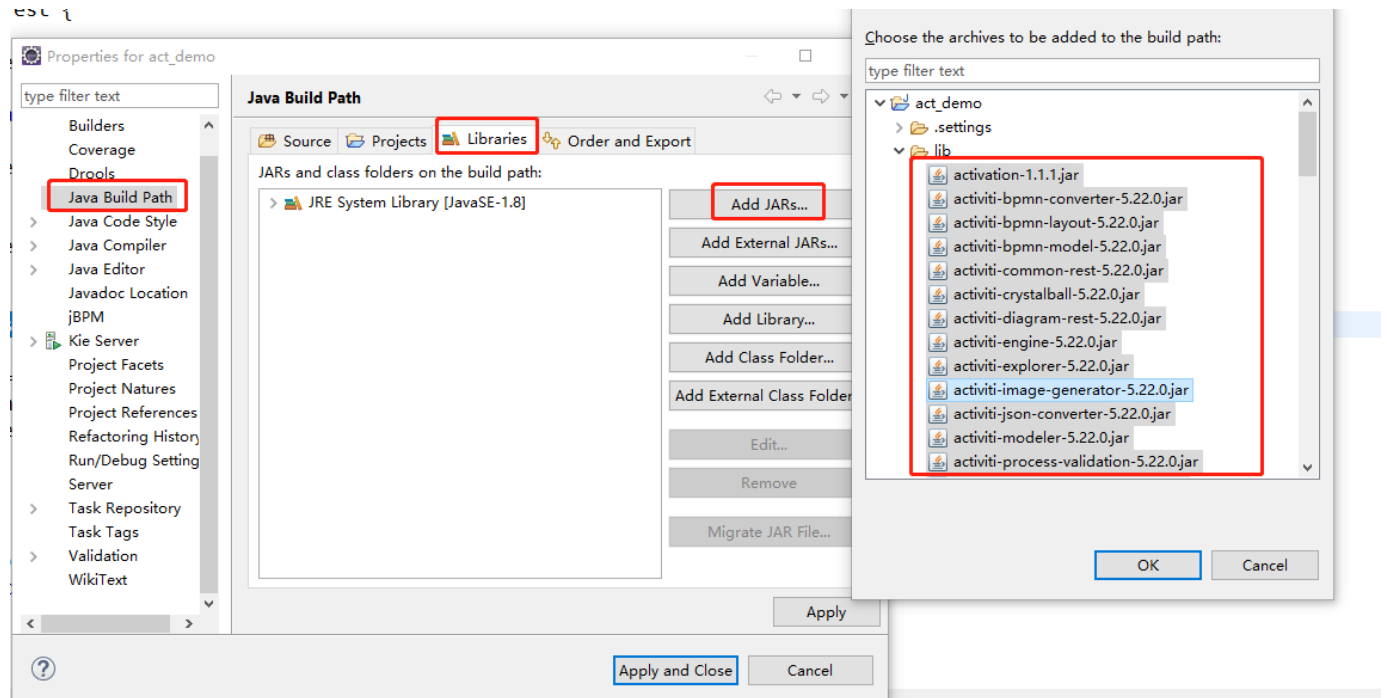 est {
Properties for act_demo
type filter text
Builders
Coverage
Drools
Java Build Path
Java Code Style
Java Compiler
Java Editor
Javadoc Location
jBPM
Kie Server
Project Facets
Project Natures
Project References
Refactoring History
Run/Debug Setting
Server
Task Repository
Task Tags
Validation
WikiText
Java Build Path
Source Projects Libraries Order and Export
JARs and class folders on the build path:
JRE System Library [JavaSE-1.8]
Add JARs...
Add External JARs...
Add Variable...
Add Library...
Add Class Folder...
Add External Class Folder
Edit...
Remove
Migrate JAR File...
Apply
?
Apply and Close
Cancel
Choose the archives to be added to the build path:
type filter text
act_demo
.settings
lib
activation-1.1.1.jar
activiti-bpmn-converter-5.22.0.jar
activiti-bpmn-layout-5.22.0.jar
activiti-bpmn-model-5.22.0.jar
activiti-common-rest-5.22.0.jar
activiti-crystalball-5.22.0.jar
activiti-diagram-rest-5.22.0.jar
activiti-engine-5.22.0.jar
activiti-explorer-5.22.0.jar
activiti-image-generator-5.22.0.jar
activiti-json-converter-5.22.0.jar
activiti-modeler-5.22.0.jar
activiti-process-validation-5.22.0.jar
OK
Cancel